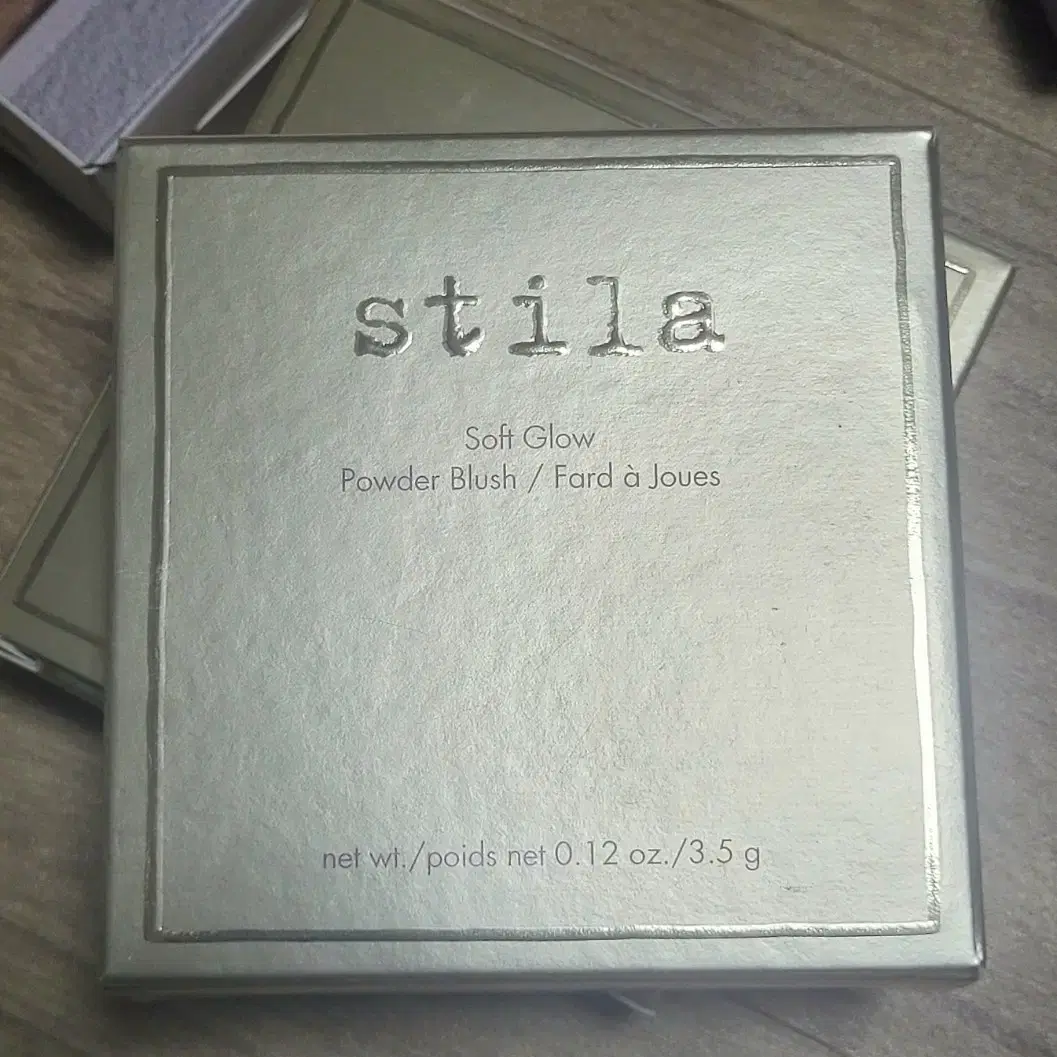 stila
Soft Glow
Powder Blush / Fard à Joues
net wt./poids net 0.12 oz./3.5 g